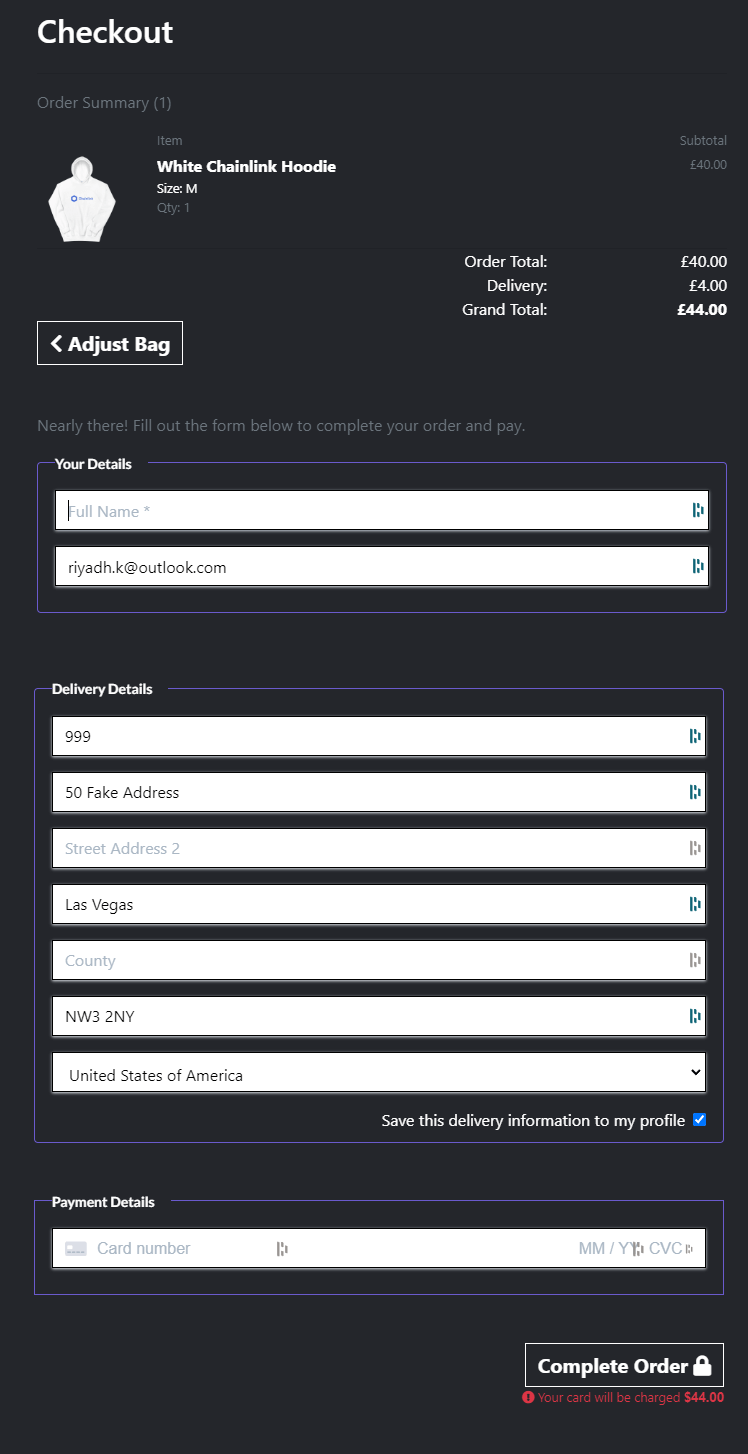 Checkout
Order Summary (1)
Item Subtotal
White Chainlink Hoodie £40.00
Size: M
Qty: 1
Order Total: £40.00
Delivery: £4.00
Grand Total: £44.00
Adjust Bag
Nearly there! Fill out the form below to complete your order and pay.
Your Details
Full Name *
riyadh.k@outlook.com
Delivery Details
999
50 Fake Address
Street Address 2
Las Vegas
County
NW3 2NY
United States of America
Save this delivery information to my profile
Payment Details
Card number MM / YY CVC
Complete Order
Your card will be charged $44.00